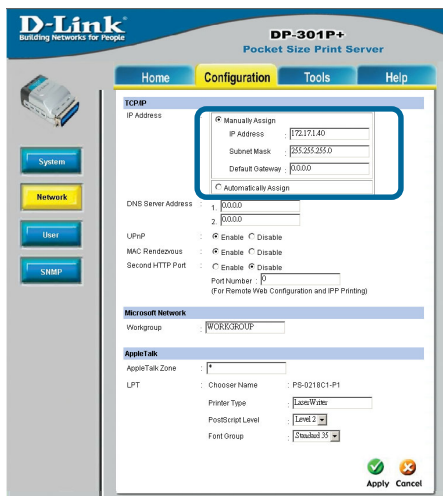 D-Link
Building Networks for People
DP-301P+
Pocket Size Print Server
Home Configuration Tools Help
System
Network
User
SNMP
TCP/IP
IP Address
Manually Assign
IP Address : 172.17.1.40
Subnet Mask : 255.255.255.0
Default Gateway : 0.0.0.0
Automatically Assign
DNS Server Address : 1. 0.0.0.0
2. 0.0.0.0
UPnP : Enable Disable
MAC Rendezvous : Enable Disable
Second HTTP Port : Enable Disable
Port Number : 0
(For Remote Web Configuration and IPP Printing)
Microsoft Network
Workgroup : WORKGROUP
AppleTalk
AppleTalk Zone : *
LPT : Chooser Name : PS-0218C1-P1
Printer Type : LaserWriter
PostScript Level : Level 2
Font Group : Standard 35
Apply Cancel